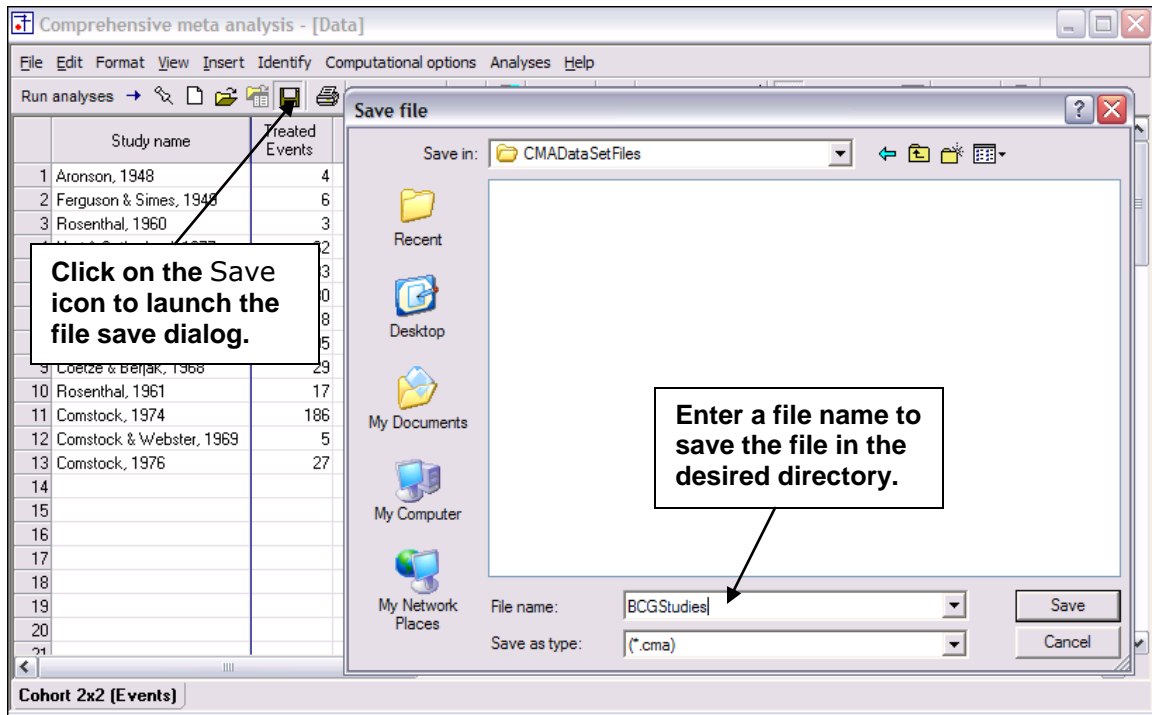 Comprehensive meta analysis - [Data]
File Edit Format View Insert Identify Computational options Analyses Help
Run analyses
Study name
Treated Events
1 Aronson, 1948 4
2 Ferguson & Simes, 1949 6
3 Rosenthal, 1960 3
9 Coetze & Berjak, 1968 29
10 Rosenthal, 1961 17
11 Comstock, 1974 186
12 Comstock & Webster, 1969 5
13 Comstock, 1976 27
14
15
16
17
18
19
20
21
Cohort 2x2 (Events)
Click on the Save
icon to launch the
file save dialog.
Save file
Save in: CMADataSetFiles
Recent
Desktop
My Documents
My Computer
My Network
Places
Enter a file name to
save the file in the
desired directory.
File name: BCGStudies Save
Save as type: (*.cma) Cancel